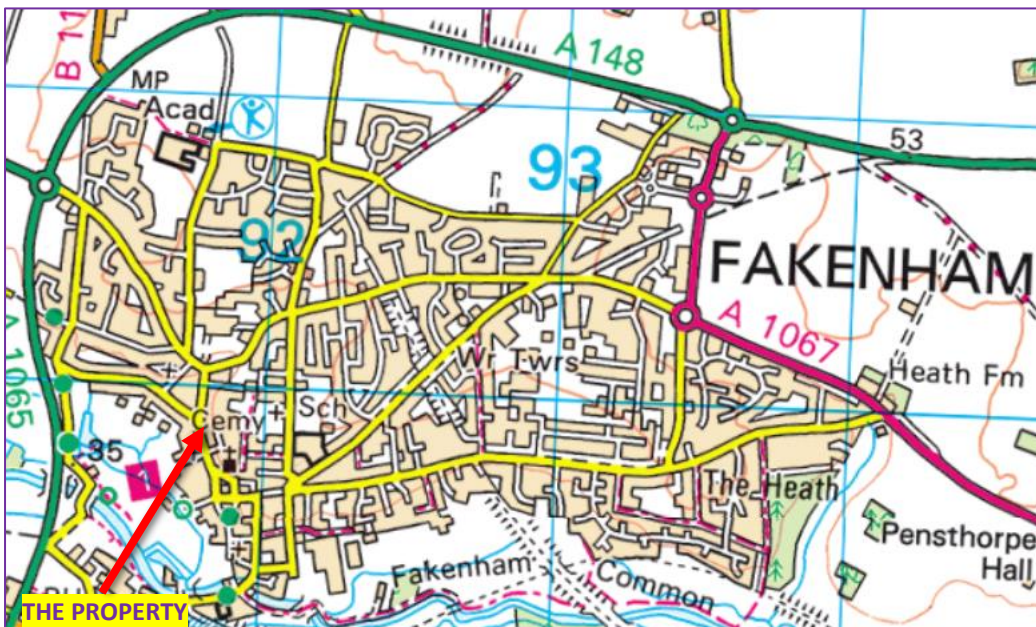 B 11
A 148
MP
Acad
93
53
92
FAKENHAM
A 1067
A 1065
Wr Twrs
Heath Fm
Sch
Cemy
35
The Heath
Pensthorpe
Hall
Fakenham
Common
THE PROPERTY